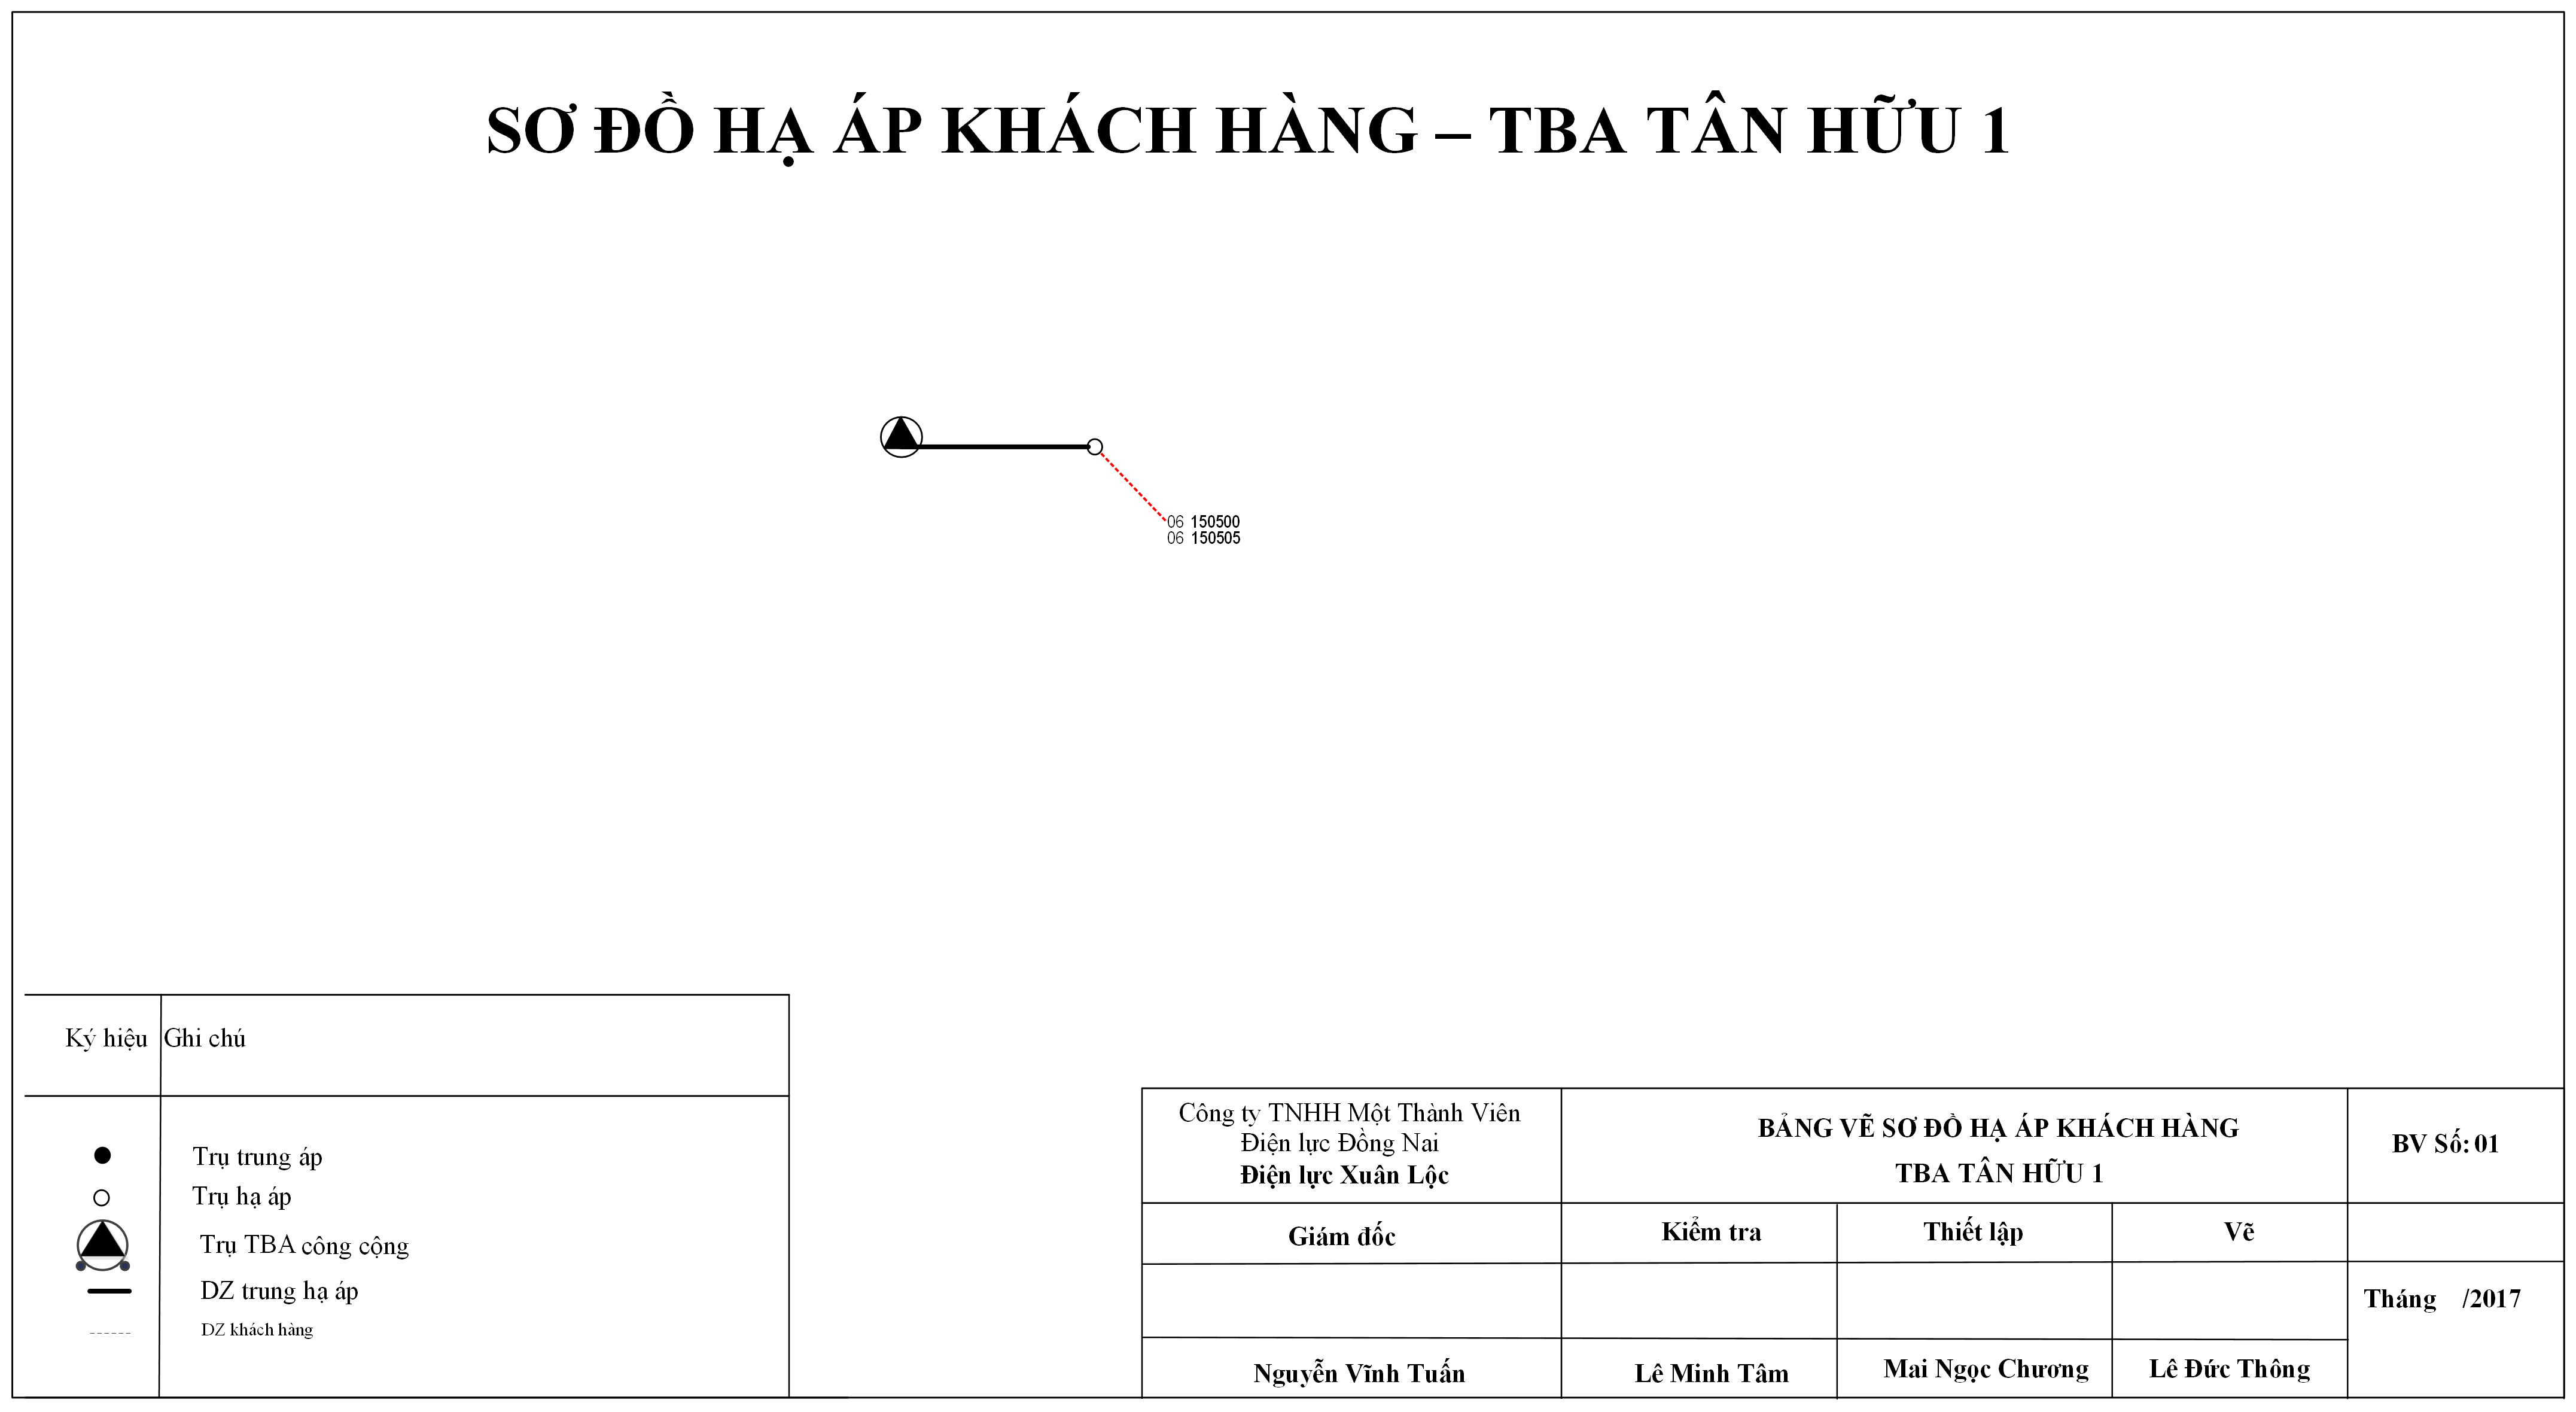 SƠ ĐỒ HẠ ÁP KHÁCH HÀNG – TBA TÂN HỮU 1
06 150500
06 150505
Ký hiệu Ghi chú
Trụ trung áp
Trụ hạ áp
Trụ TBA công cộng
DZ trung hạ áp
DZ khách hàng
Công ty TNHH Một Thành Viên
Điện lực Đồng Nai
Điện lực Xuân Lộc
BẢNG VẼ SƠ ĐỒ HẠ ÁP KHÁCH HÀNG
TBA TÂN HỮU 1
BV Số: 01
Giám đốc Kiểm tra Thiết lập Vẽ
Tháng /2017
Nguyễn Vĩnh Tuấn Lê Minh Tâm Mai Ngọc Chương Lê Đức Thông